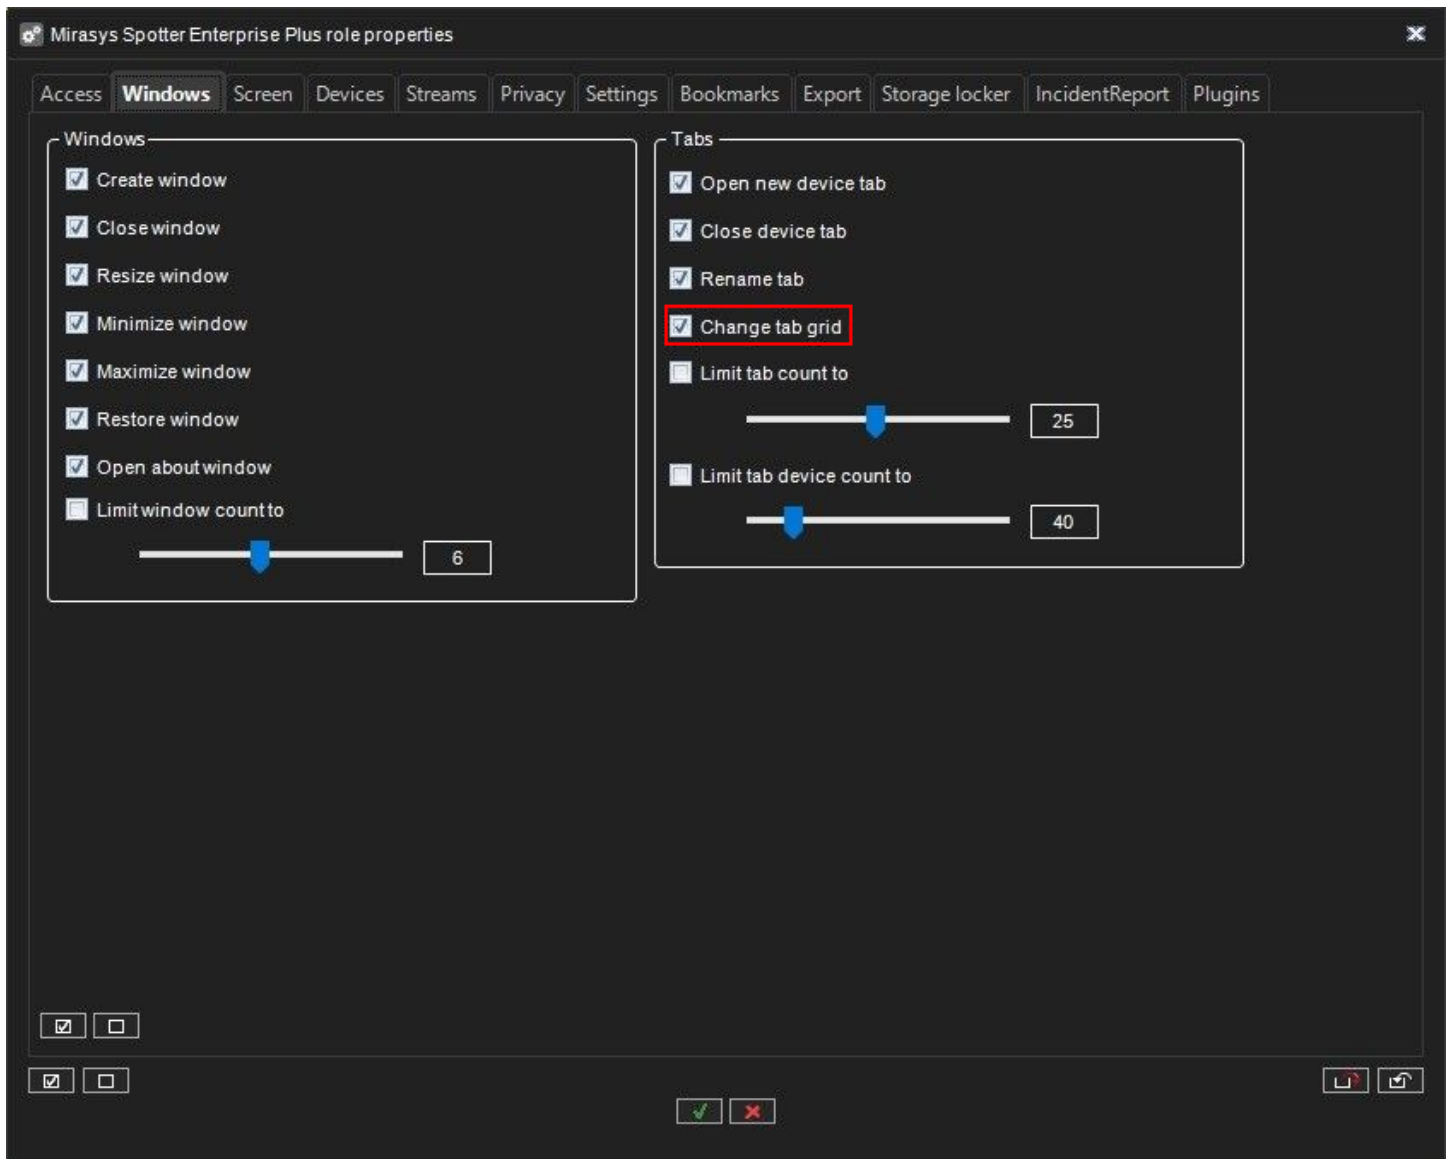 Mirasys Spotter Enterprise Plus role properties
Access Windows Screen Devices Streams Privacy Settings Bookmarks Export Storage locker IncidentReport Plugins
Windows
Create window
Close window
Resize window
Minimize window
Maximize window
Restore window
Open about window
Limit window count to
6
Tabs
Open new device tab
Close device tab
Rename tab
Change tab grid
Limit tab count to
25
Limit tab device count to
40